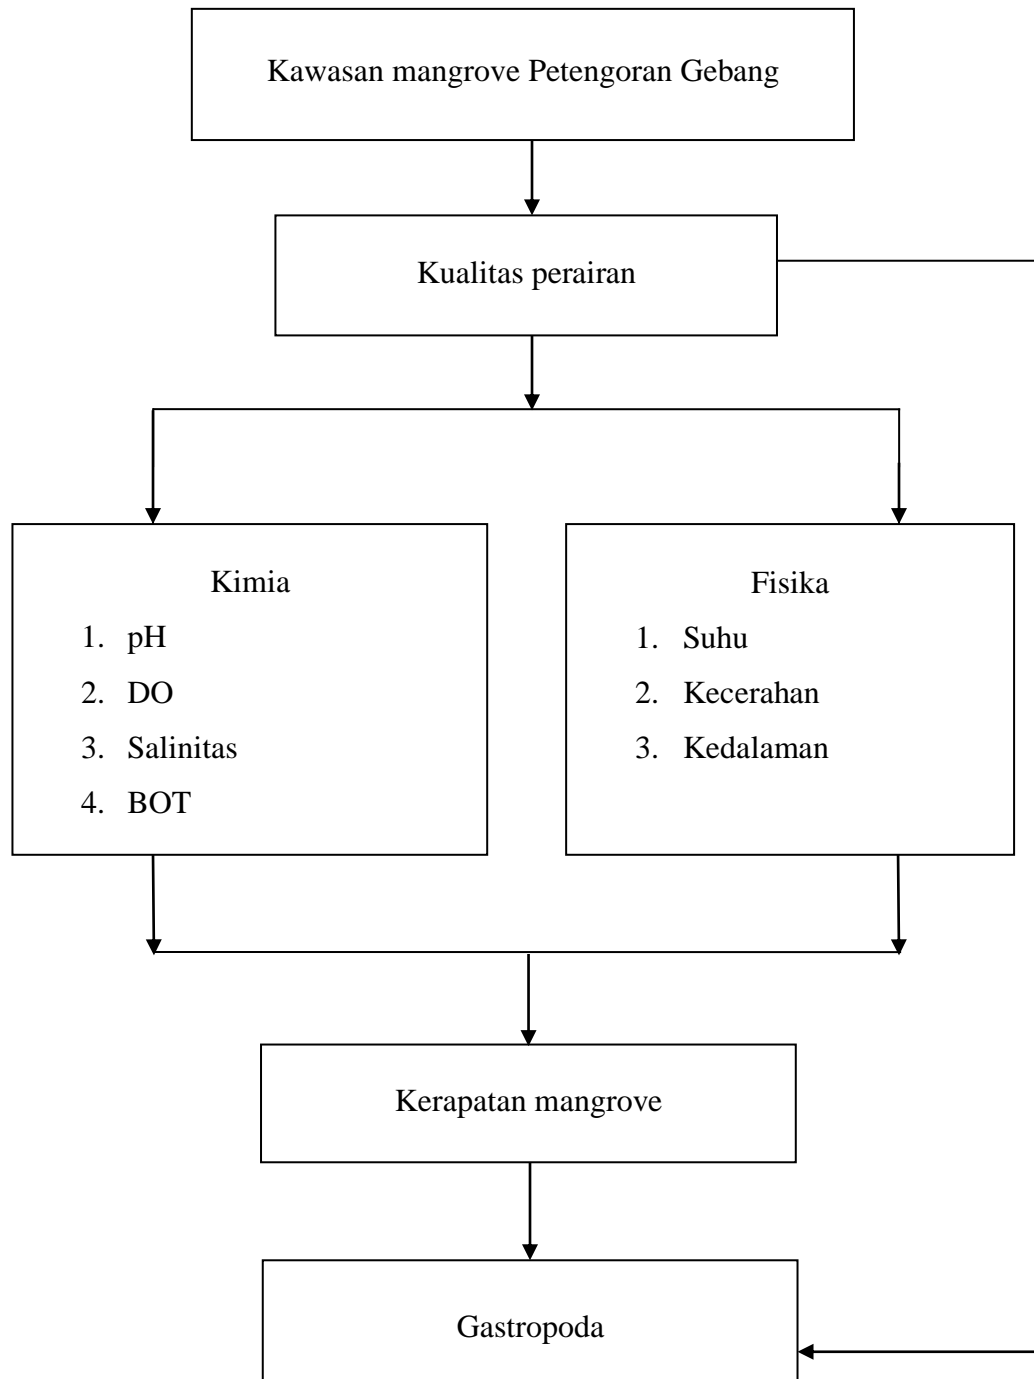 Kawasan mangrove Petengoran Gebang
Kualitas perairan
Kimia
1. pH
2. DO
3. Salinitas
4. BOT
Fisika
1. Suhu
2. Kecerahan
3. Kedalaman
Kerapatan mangrove
Gastropoda